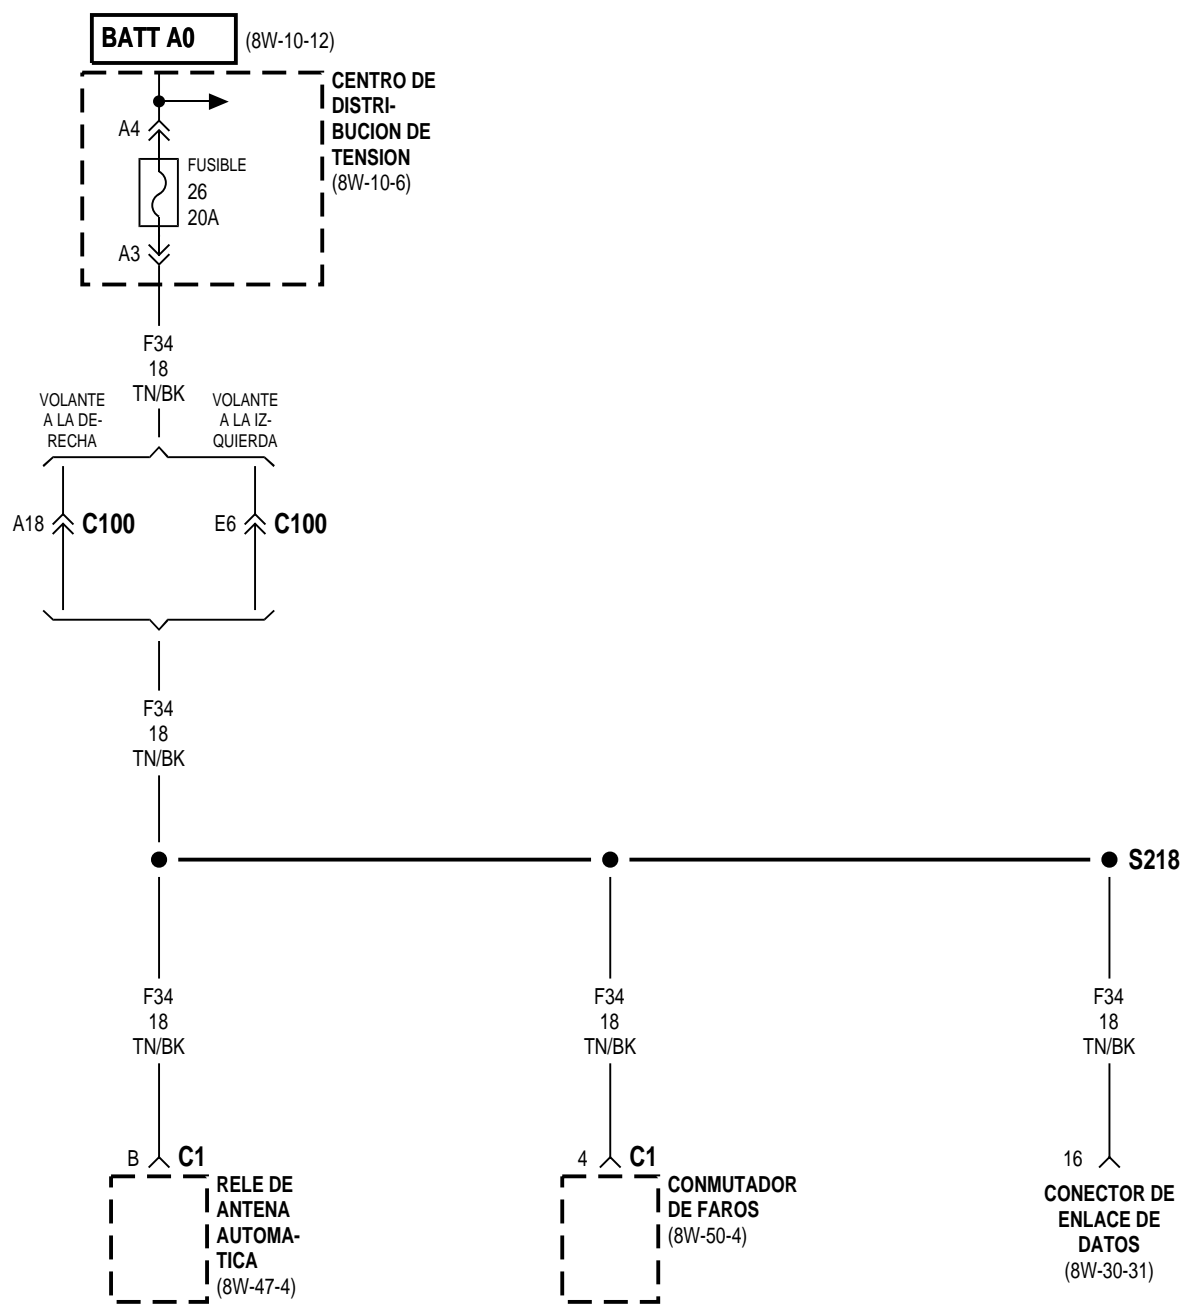 BATT A0 (8W-10-12)
CENTRO DE
DISTRI-
BUCION DE
TENSION
(8W-10-6)
A4
FUSIBLE
26
20A
A3
F34
18
TN/BK
VOLANTE
A LA DE-
RECHA
VOLANTE
A LA IZ-
QUIERDA
A18 C100
E6 C100
F34
18
TN/BK
S218
F34
18
TN/BK
F34
18
TN/BK
F34
18
TN/BK
B C1
RELE DE
ANTENA
AUTOMA-
TICA
(8W-47-4)
4 C1
CONMUTADOR
DE FAROS
(8W-50-4)
16
CONECTOR DE
ENLACE DE
DATOS
(8W-30-31)